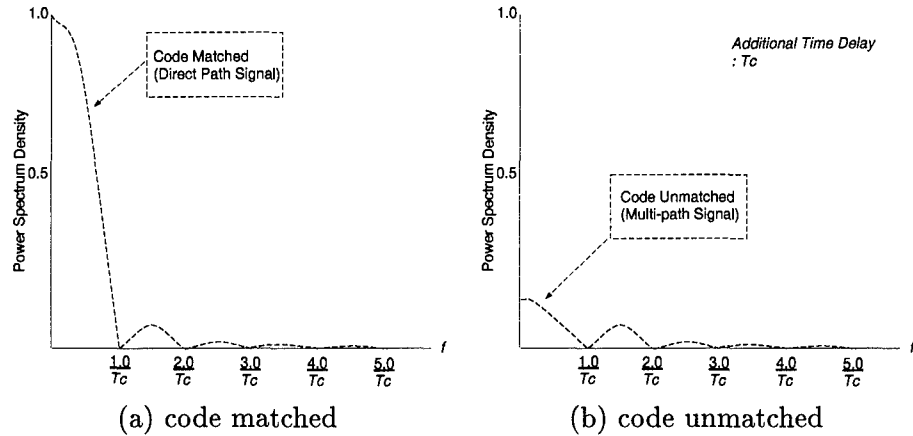 1.0
Code Matched
(Direct Path Signal)
Power Spectrum Density
0.5
f
1.0 2.0 3.0 4.0 5.0
Tc Tc Tc Tc Tc
(a) code matched
1.0
Additional Time Delay
: Tc
Power Spectrum Density
0.5
Code Unmatched
(Multi-path Signal)
f
1.0 2.0 3.0 4.0 5.0
Tc Tc Tc Tc Tc
(b) code unmatched